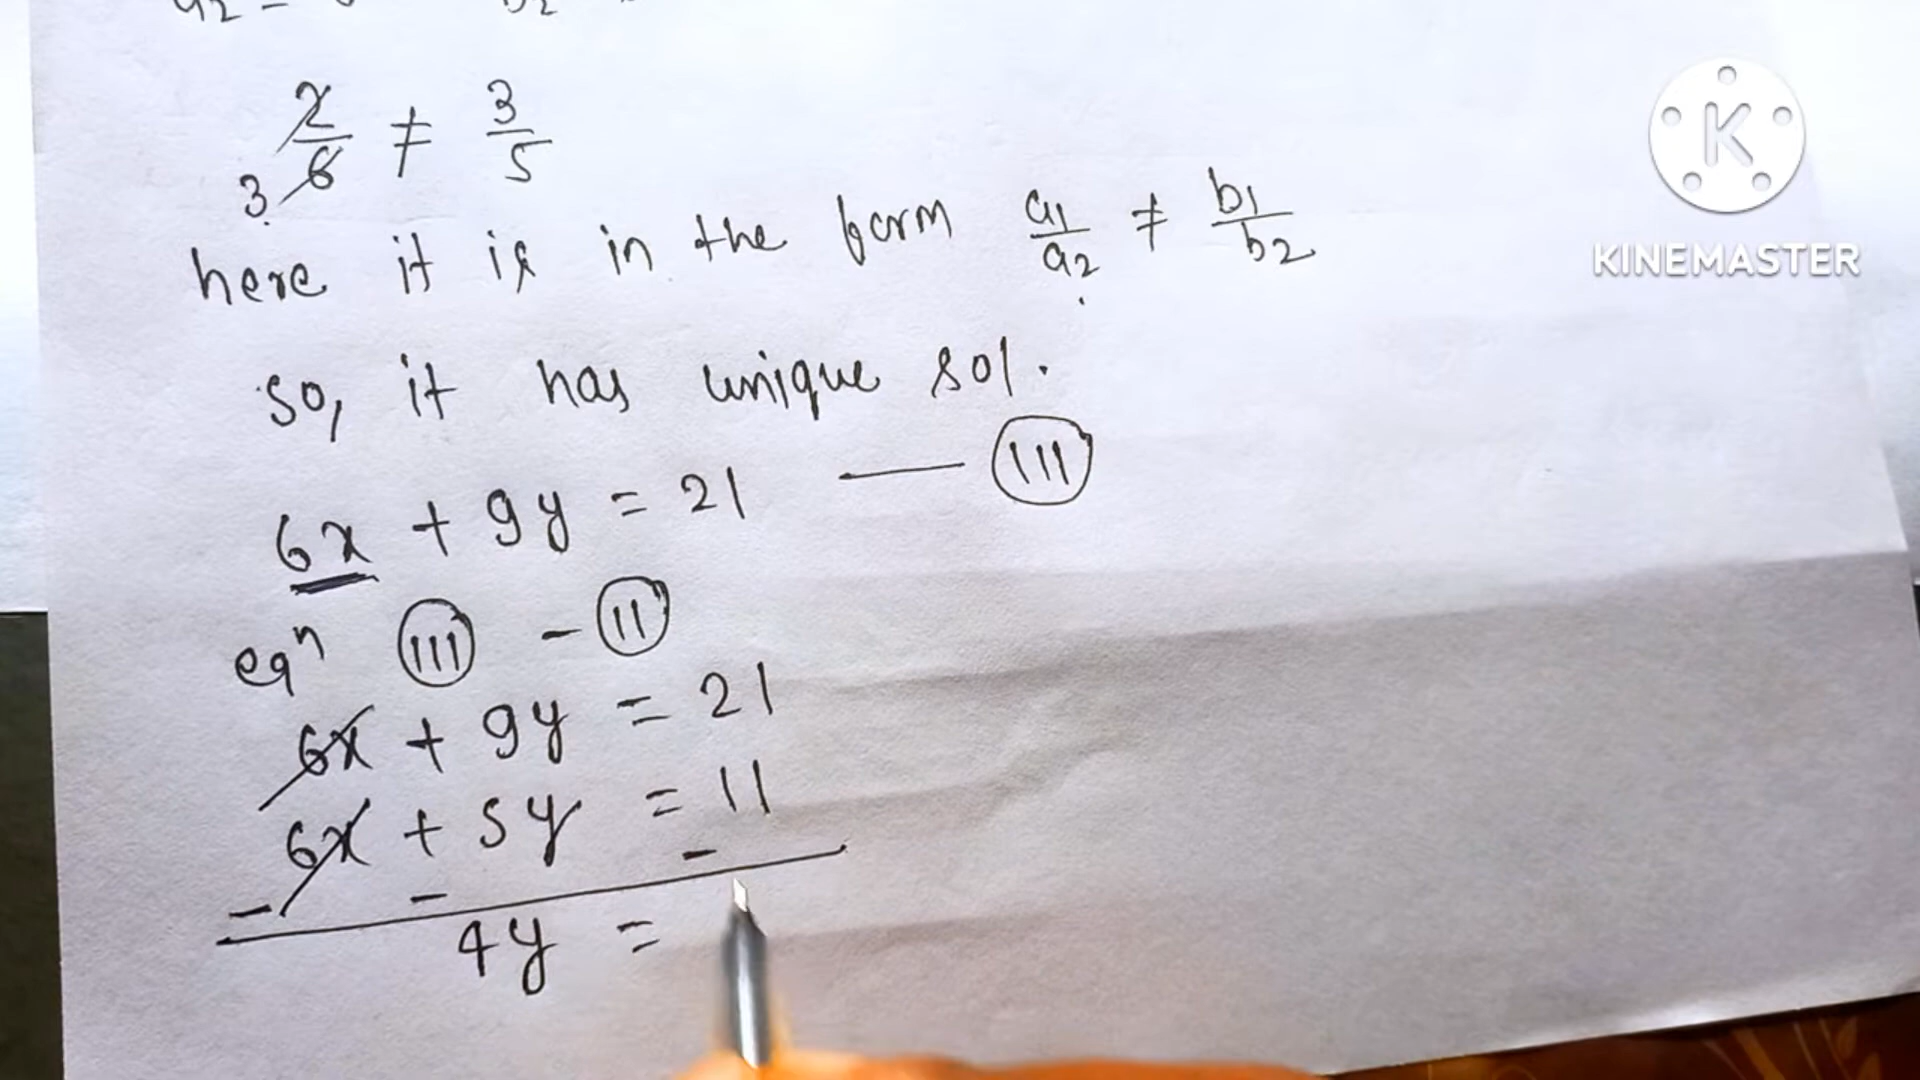 2/6 ≠ 3/5
3
here it is in the form a1/a2 ≠ b1/b2
so, it has unique sol.
6x + 9y = 21 — III
eqn III - II
6x + 9y = 21
6x + 5y = 11
- - -
4y =
K
KINEMASTER